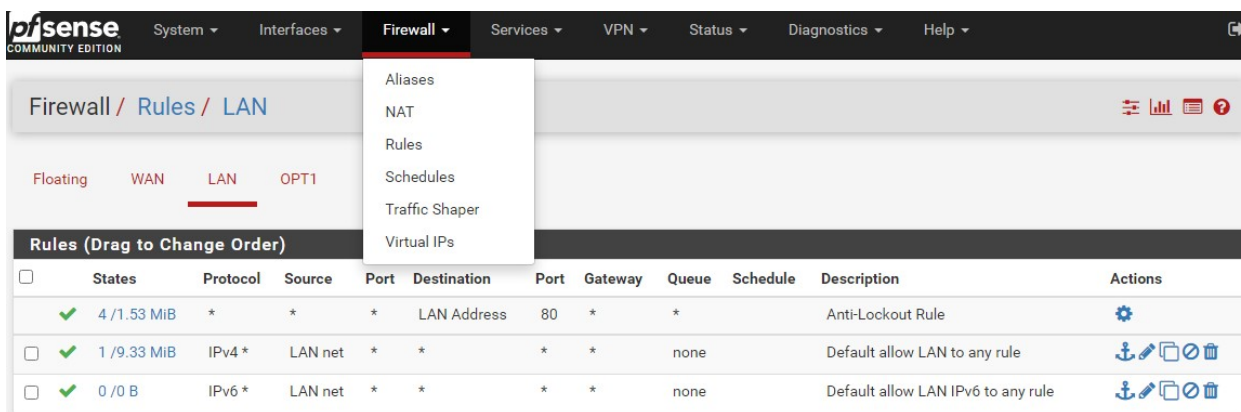 pfsense System Interfaces Firewall Services VPN Status Diagnostics Help
COMMUNITY EDITION
Aliases
NAT
Rules
Schedules
Traffic Shaper
Virtual IPs
Firewall / Rules / LAN
Floating WAN LAN OPT1
Rules (Drag to Change Order)
States Protocol Source Port Destination Port Gateway Queue Schedule Description Actions
4 /1.53 MiB * * * LAN Address 80 * * Anti-Lockout Rule
1 /9.33 MiB IPv4 * LAN net * * * * none Default allow LAN to any rule
0 /0 B IPv6 * LAN net * * * * none Default allow LAN IPv6 to any rule